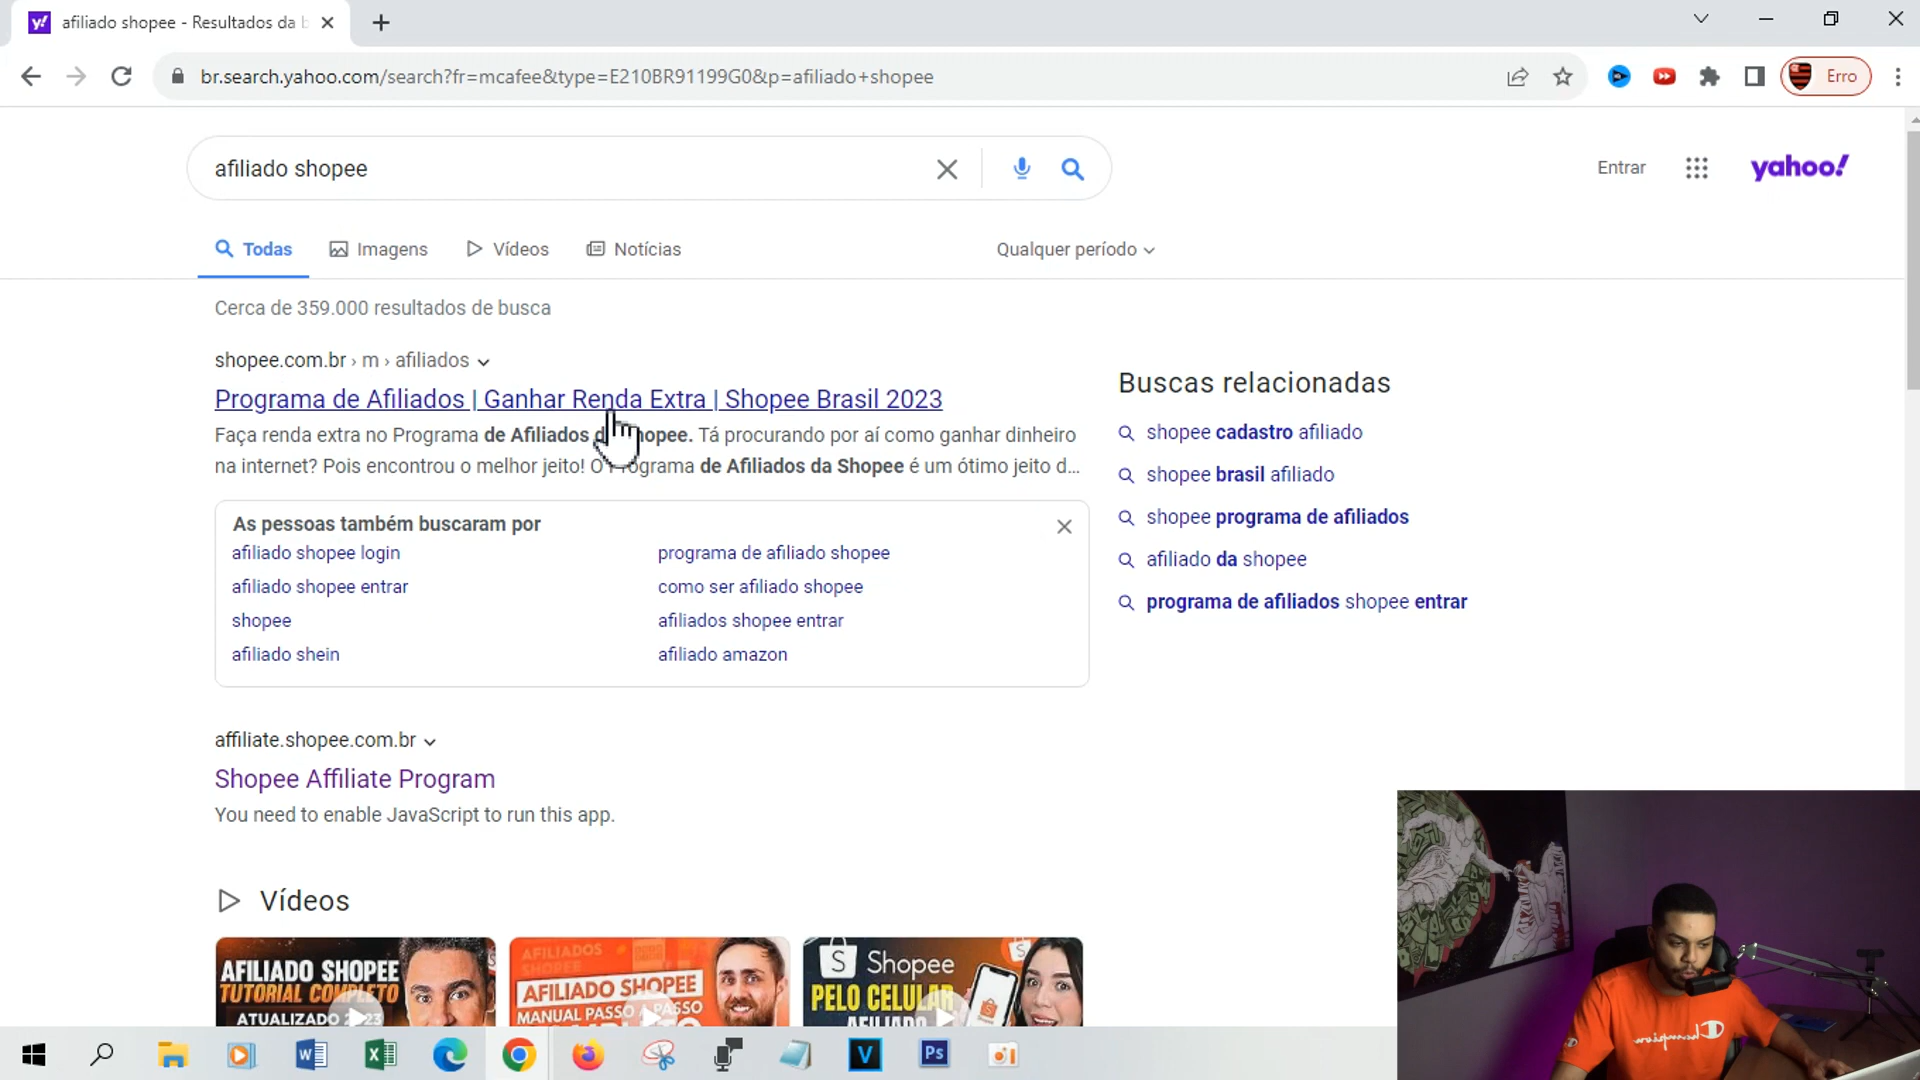 afiliado shopee - Resultados da b
br.search.yahoo.com/search?fr=mcafee&type=E210BR91199G0&p=afiliado+shopee
Erro
afiliado shopee
Entrar
yahoo!
Todas
Imagens
Vídeos
Notícias
Qualquer período
Cerca de 359.000 resultados de busca
shopee.com.br › m › afiliados
Programa de Afiliados | Ganhar Renda Extra | Shopee Brasil 2023
Faça renda extra no Programa de Afiliados hopee. Tá procurando por aí como ganhar dinheiro
na internet? Pois encontrou o melhor jeito! O Programa de Afiliados da Shopee é um ótimo jeito d...
As pessoas também buscaram por
afiliado shopee login
programa de afiliado shopee
afiliado shopee entrar
como ser afiliado shopee
shopee
afiliados shopee entrar
afiliado shein
afiliado amazon
Buscas relacionadas
shopee cadastro afiliado
shopee brasil afiliado
shopee programa de afiliados
afiliado da shopee
programa de afiliados shopee entrar
affiliate.shopee.com.br
Shopee Affiliate Program
You need to enable JavaScript to run this app.
Vídeos
AFILIADO SHOPEE
TUTORIAL COMPLETO
ATUALIZADO 2023
AFILIADOS
SHOPEE
AFILIADO SHOPEE
MANUAL PASSO A PASSO
Shopee
PELO CELULAR
AFILIADO
Champion